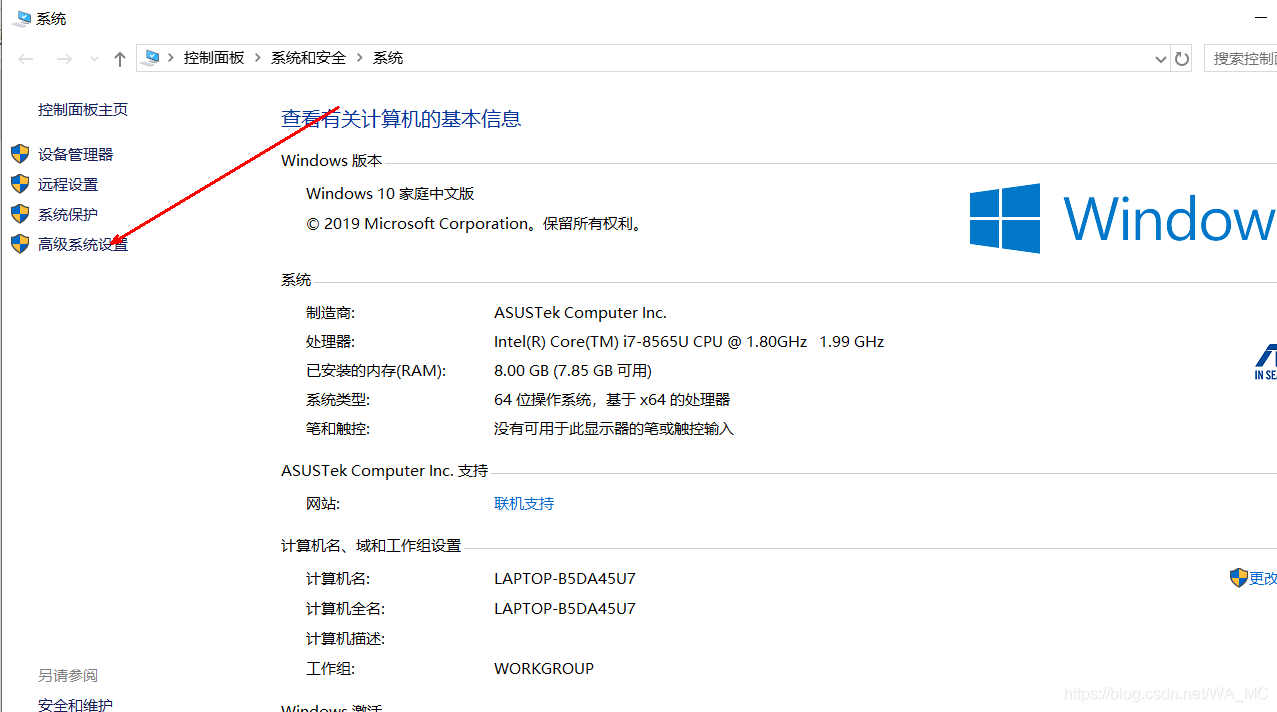 系统
控制面板 系统和安全 系统
搜索控制
控制面板主页
设备管理器
远程设置
系统保护
高级系统设置
查看有关计算机的基本信息
Windows 版本
Windows 10 家庭中文版
© 2019 Microsoft Corporation。保留所有权利。
Window
系统
制造商: ASUSTek Computer Inc.
处理器: Intel(R) Core(TM) i7-8565U CPU @ 1.80GHz 1.99 GHz
已安装的内存(RAM): 8.00 GB (7.85 GB 可用)
系统类型: 64 位操作系统，基于 x64 的处理器
笔和触控: 没有可用于此显示器的笔或触控输入
IN SEA
ASUSTek Computer Inc. 支持
网站: 联机支持
计算机名、域和工作组设置
计算机名: LAPTOP-B5DA45U7
更改
计算机全名: LAPTOP-B5DA45U7
计算机描述:
工作组: WORKGROUP
Windows 激活
另请参阅
安全和维护
https://blog.csdn.net/WA_MC